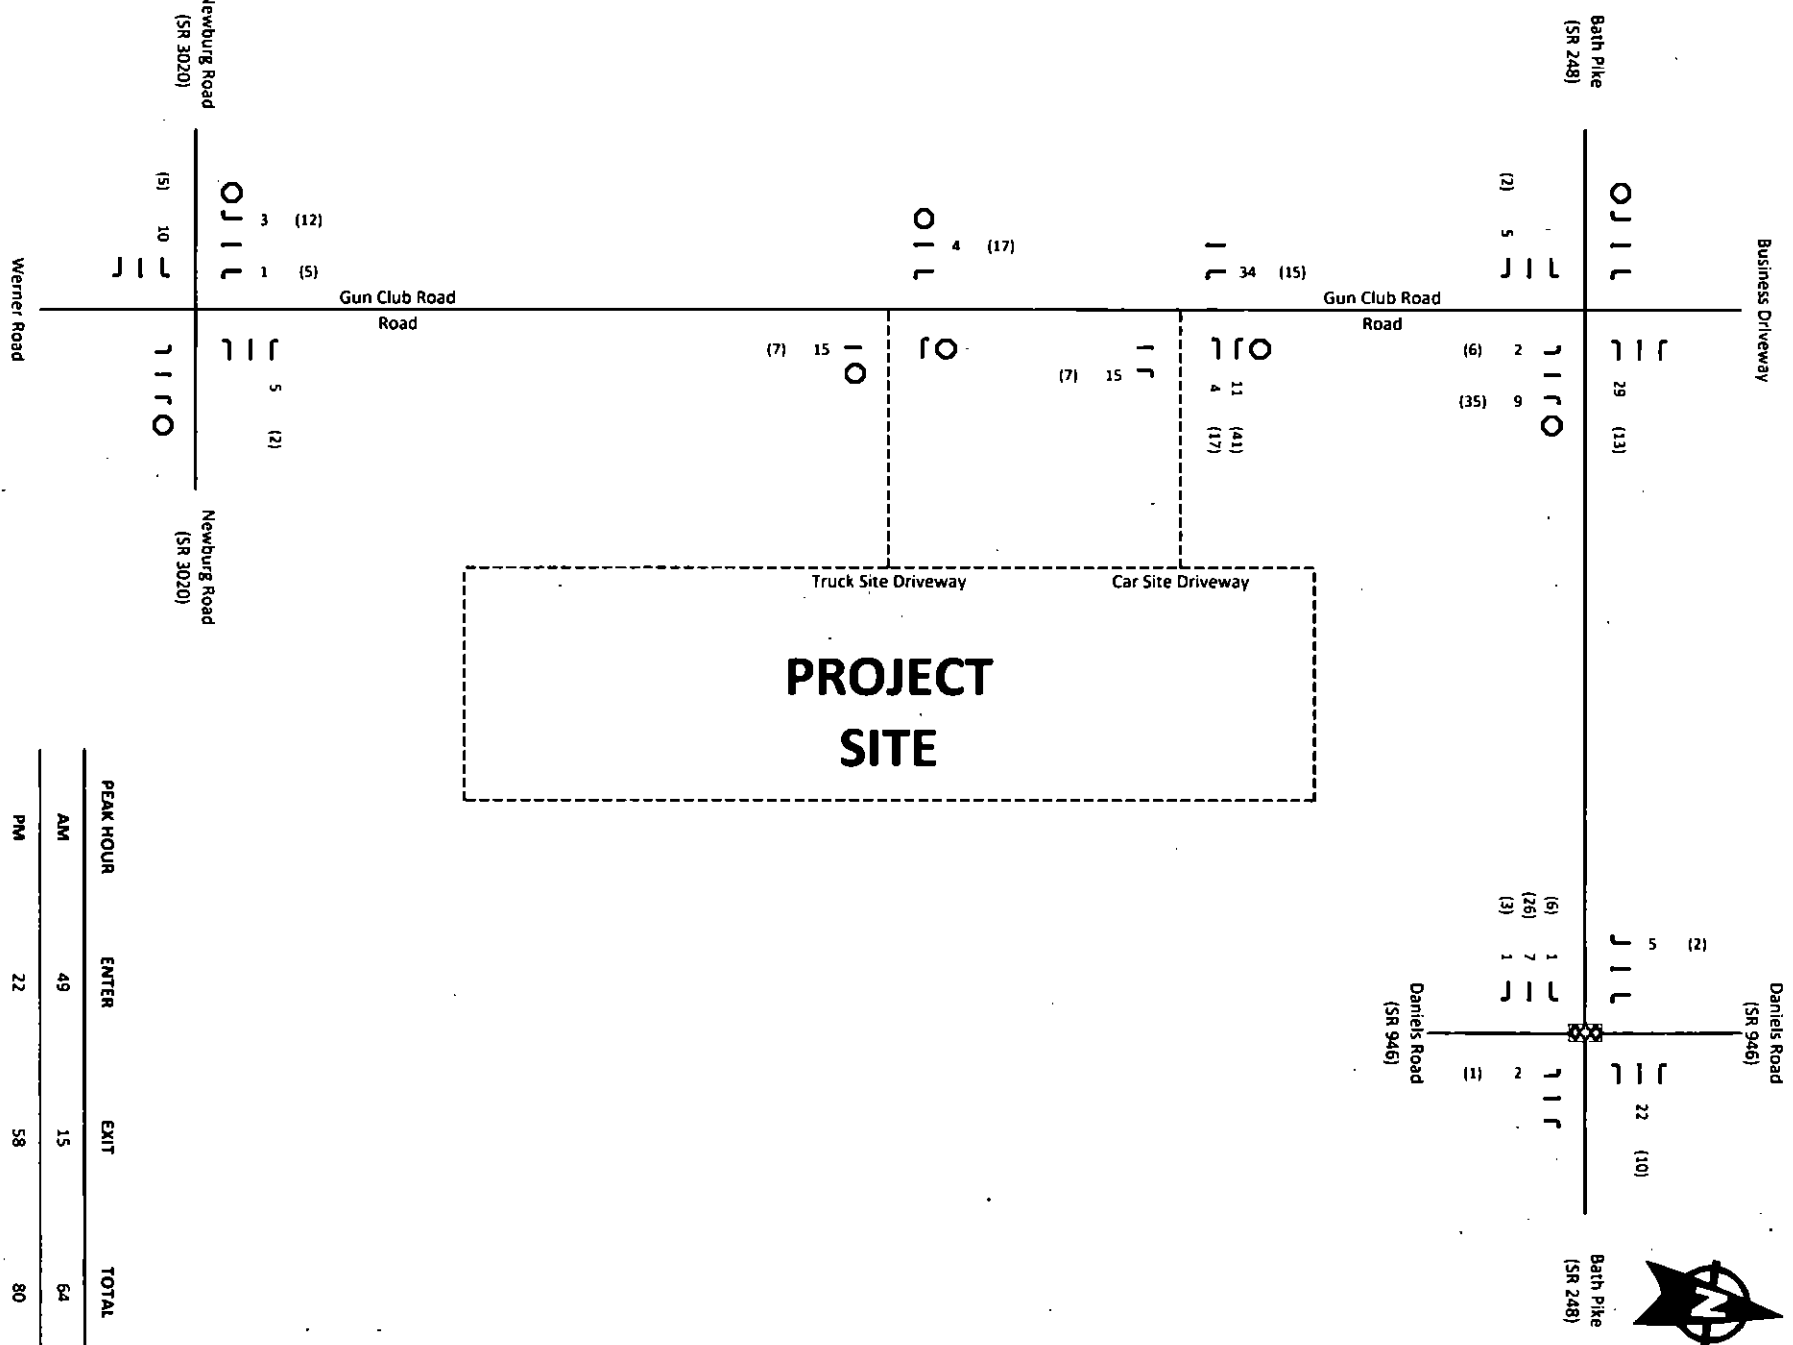 Newburg Road
(SR 3020)
Bath Pike
(SR 248)
Business Driveway
(5)
10
3 (12)
1 (5)
4 (17)
34 (15)
(2)
5
Werner Road
Gun Club Road
Road
Gun Club Road
Road
5
(2)
(7) 15
(7) 15
4 11
(17) (41)
(6) 2
(35) 9
29
(13)
Newburg Road
(SR 3020)
Truck Site Driveway
Car Site Driveway
PROJECT
SITE
(3) (26) (6)
1 7 1
5 (2)
Daniels Road
(SR 946)
Daniels Road
(SR 946)
(1) 2
22
(10)
Bath Pike
(SR 248)
N
PEAK HOUR ENTER EXIT TOTAL
AM 49 15 64
PM 22 58 80